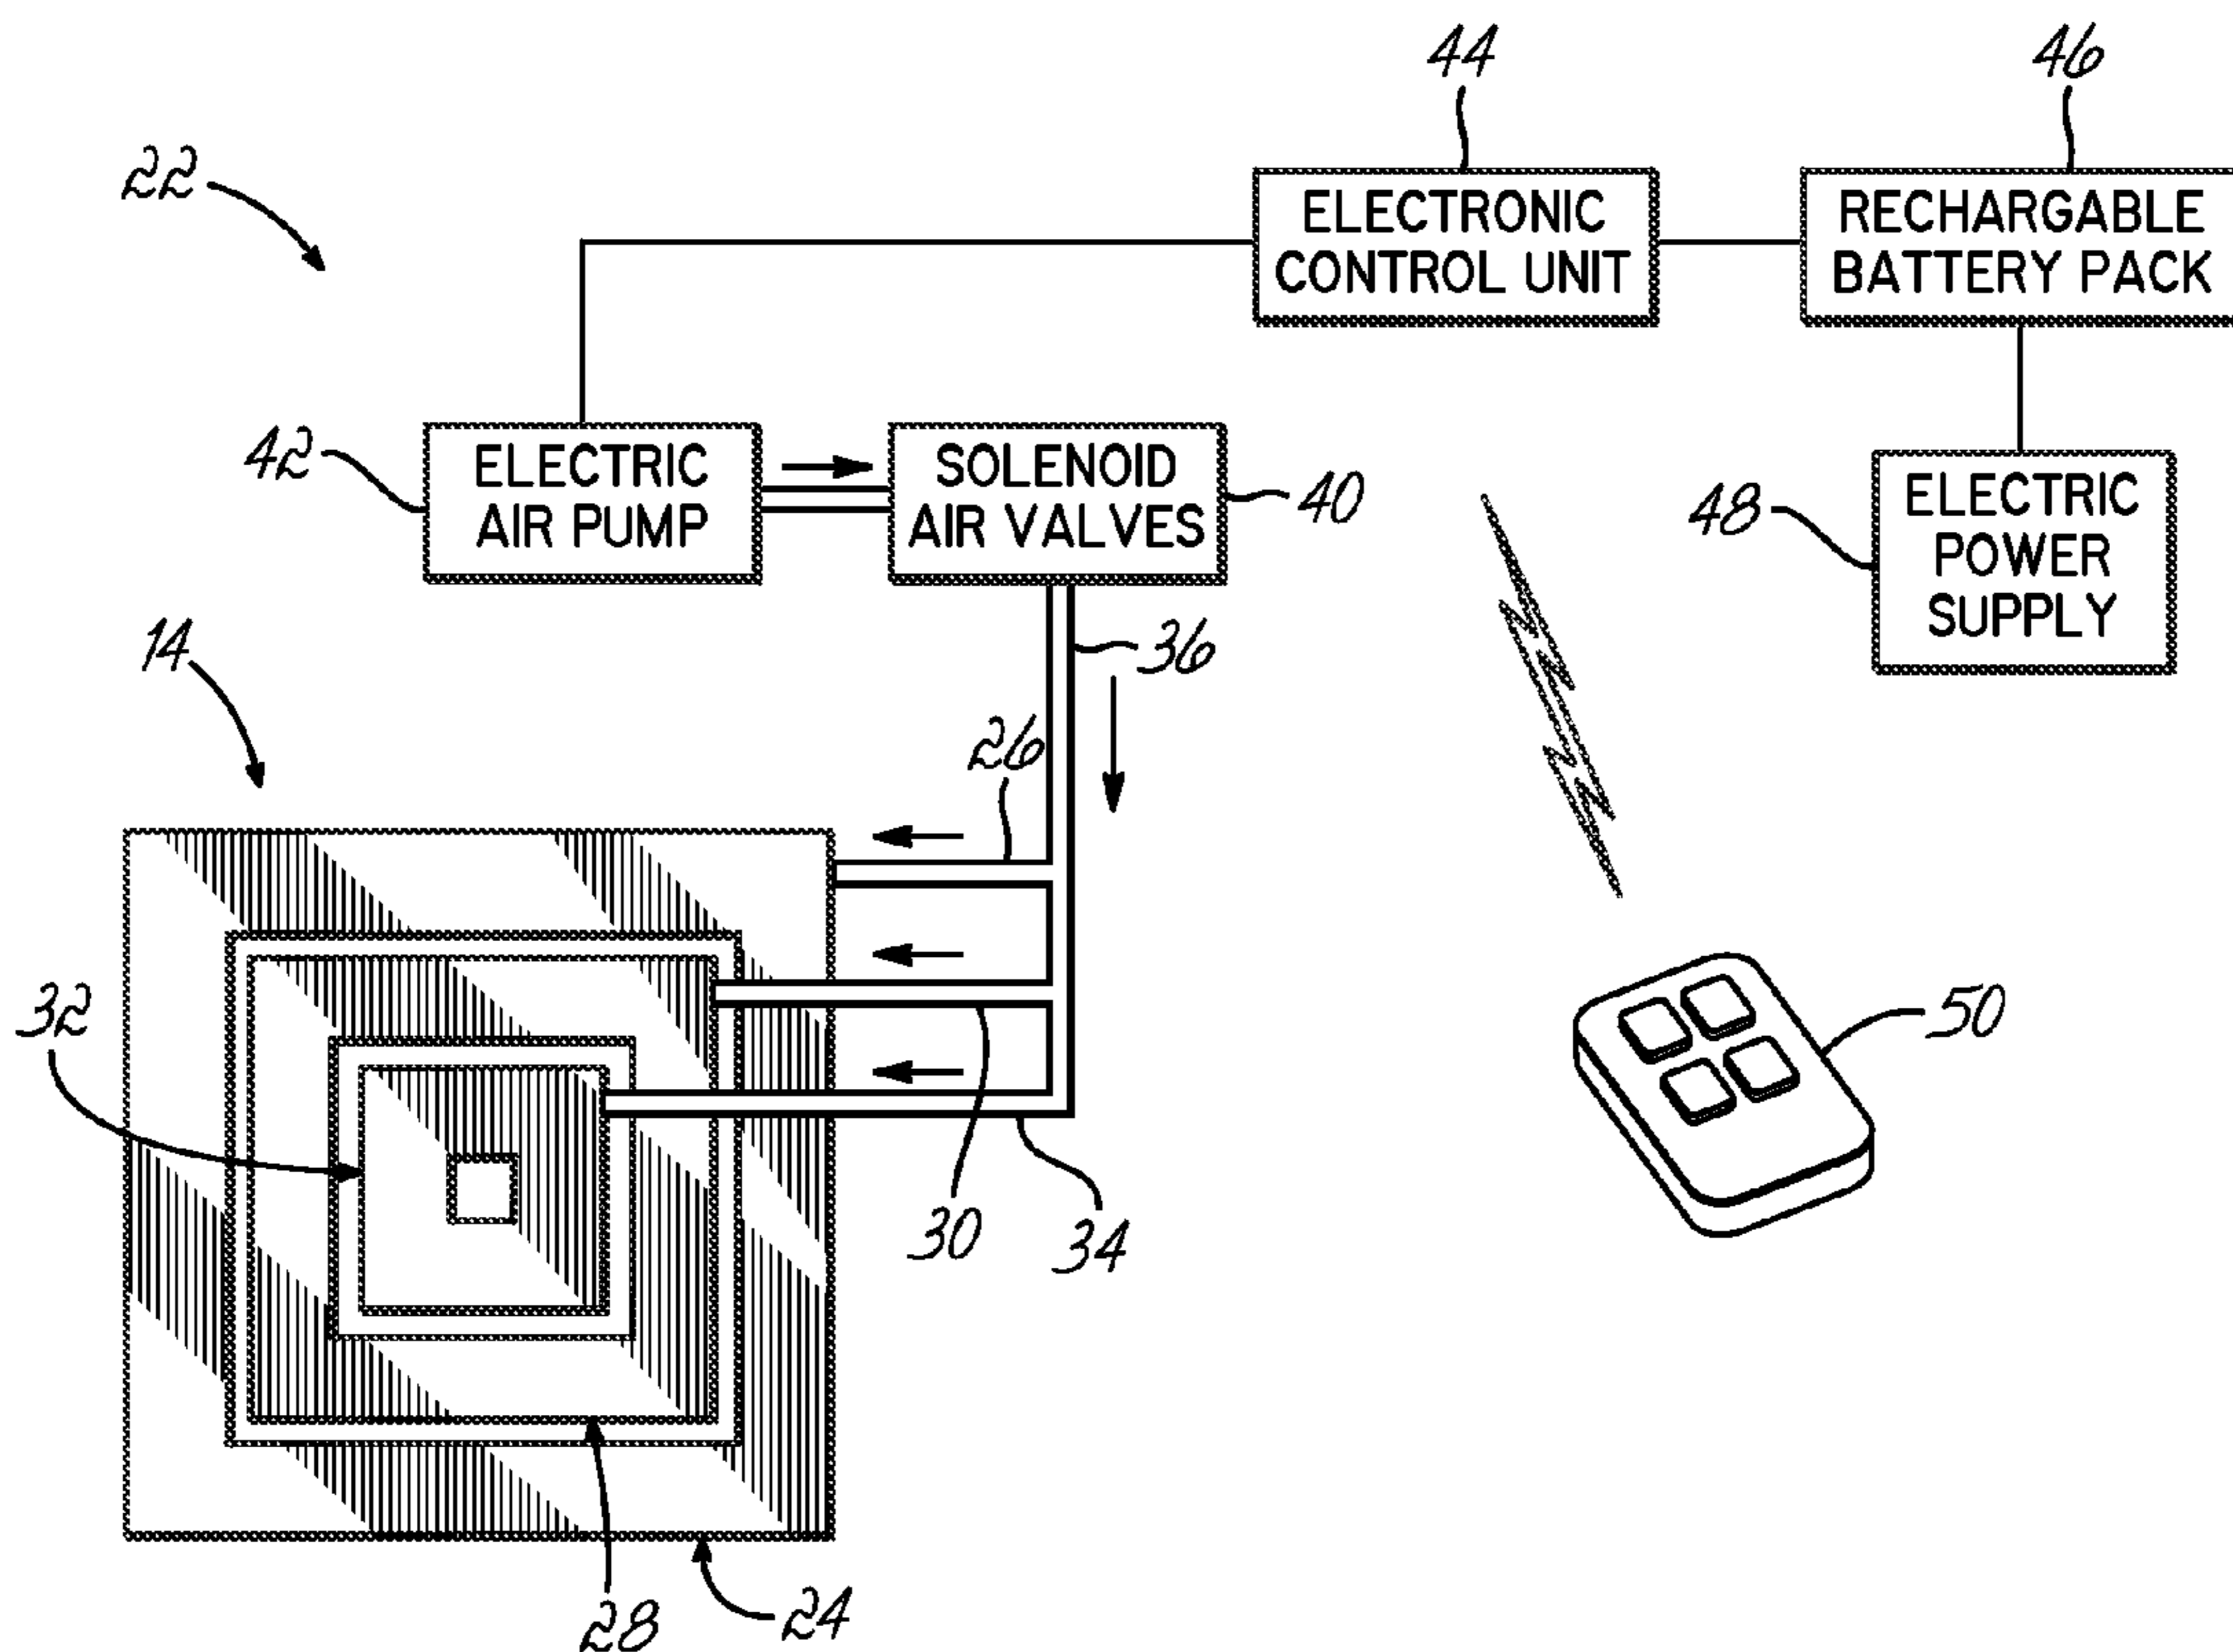 44
46
22
ELECTRONIC
CONTROL UNIT
RECHARGABLE
BATTERY PACK
42
ELECTRIC
AIR PUMP
SOLENOID
AIR VALVES
40
48
ELECTRIC
POWER
SUPPLY
14
36
26
32
50
30
34
28
24